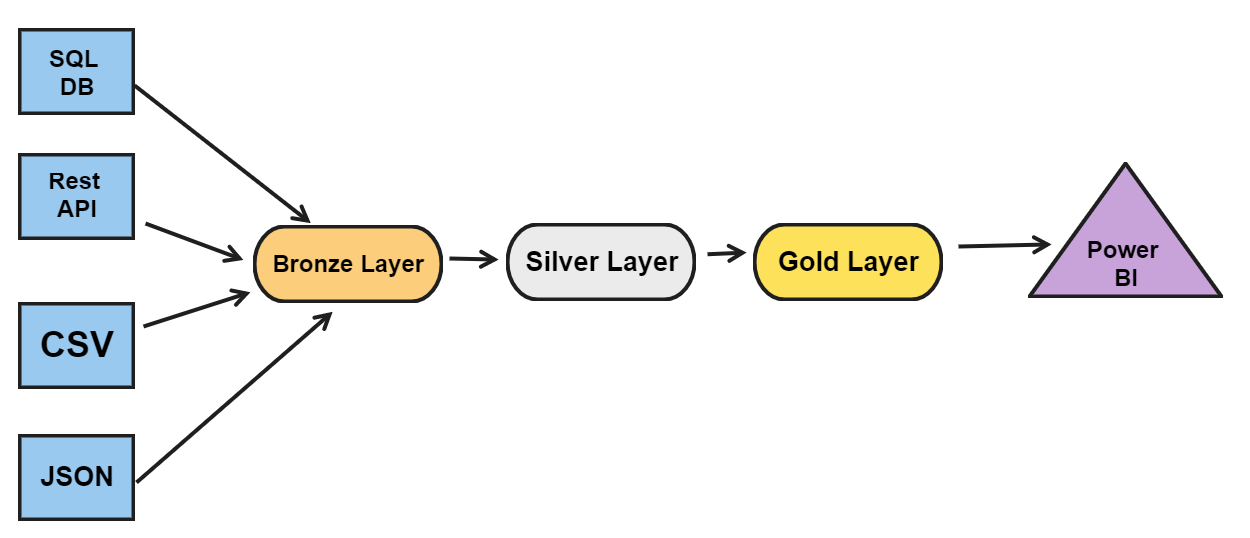 SQL
DB
Rest
API
CSV
JSON
Bronze Layer
Silver Layer
Gold Layer
Power
BI